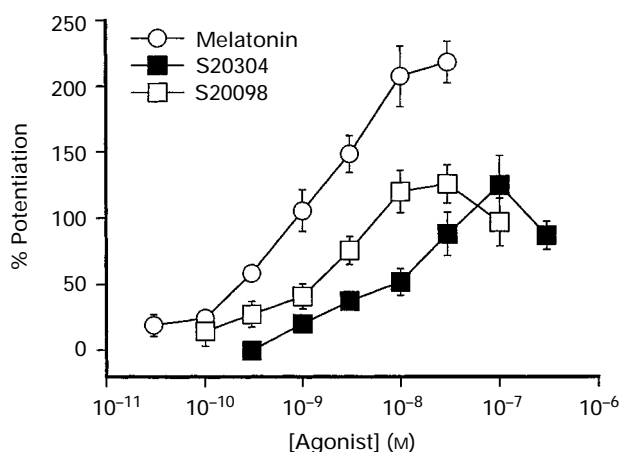 % Potentiation
250
200
150
100
50
0
Melatonin
S20304
S20098
10⁻¹¹ 10⁻¹⁰ 10⁻⁹ 10⁻⁸ 10⁻⁷ 10⁻⁶
[Agonist] (M)